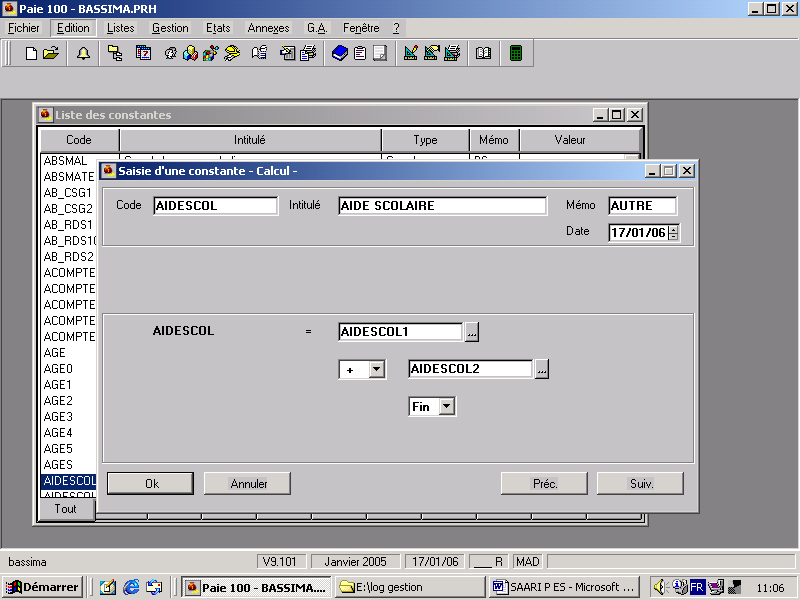 Paie 100 - BASSIMA.PRH
Fichier Edition Listes Gestion Etats Annexes G.A. Fenêtre ?
Liste des constantes
Code Intitulé Type Mémo Valeur
ABSMAL
ABSMATE
AB_CSG1
AB_CSG2
AB_RDS1
AB_RDS10
AB_RDS2
ACOMPTE
ACOMPTE
ACOMPTE
ACOMPTE
ACOMPTE
AGE
AGE0
AGE1
AGE2
AGE3
AGE4
AGE5
AGES
AIDESCOL
AIDESCOL
Tout
Saisie d'une constante - Calcul -
Code AIDESCOL Intitulé AIDE SCOLAIRE Mémo AUTRE
Date 17/01/06
AIDESCOL = AIDESCOL1 ...
+ AIDESCOL2 ...
Fin
Ok Annuler Préc. Suiv.
bassima V9.101 Janvier 2005 17/01/06 ___ R MAD
Démarrer Paie 100 - BASSIMA.... E:\log gestion SAARI P ES - Microsoft ... FR 11:06